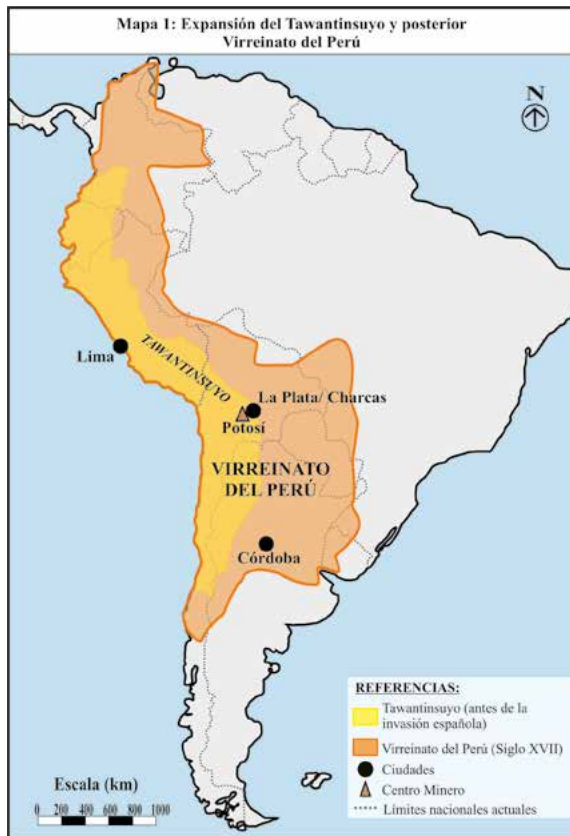 Mapa 1: Expansión del Tawantinsuyo y posterior
Virreinato del Perú
N
Lima
TAWANTINSUYO
La Plata/ Charcas
Potosí
VIRREINATO
DEL PERÚ
Córdoba
REFERENCIAS:
Tawantinsuyo (antes de la
invasión española)
Virreinato del Perú (Siglo XVII)
Ciudades
Centro Minero
Límites nacionales actuales
Escala (km)
0 200 400 600 800 1000